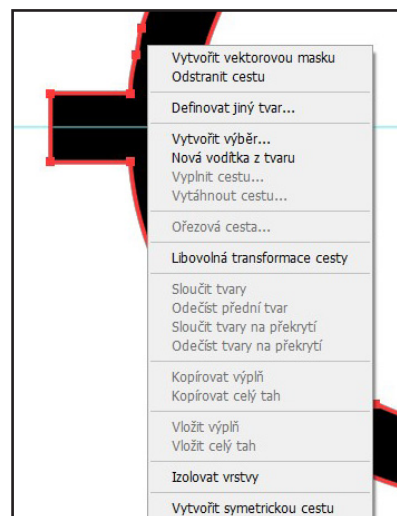 Vytvořit vektorovou masku
Odstranit cestu
Definovat jiný tvar...
Vytvořit výběr...
Nová vodítka z tvaru
Vyplnit cestu...
Vytáhnout cestu...
Ořezová cesta...
Libovolná transformace cesty
Sloučit tvary
Odečíst přední tvar
Sloučit tvary na překrytí
Odečíst tvary na překrytí
Kopírovat výplň
Kopírovat celý tah
Vložit výplň
Vložit celý tah
Izolovat vrstvy
Vytvořit symetrickou cestu